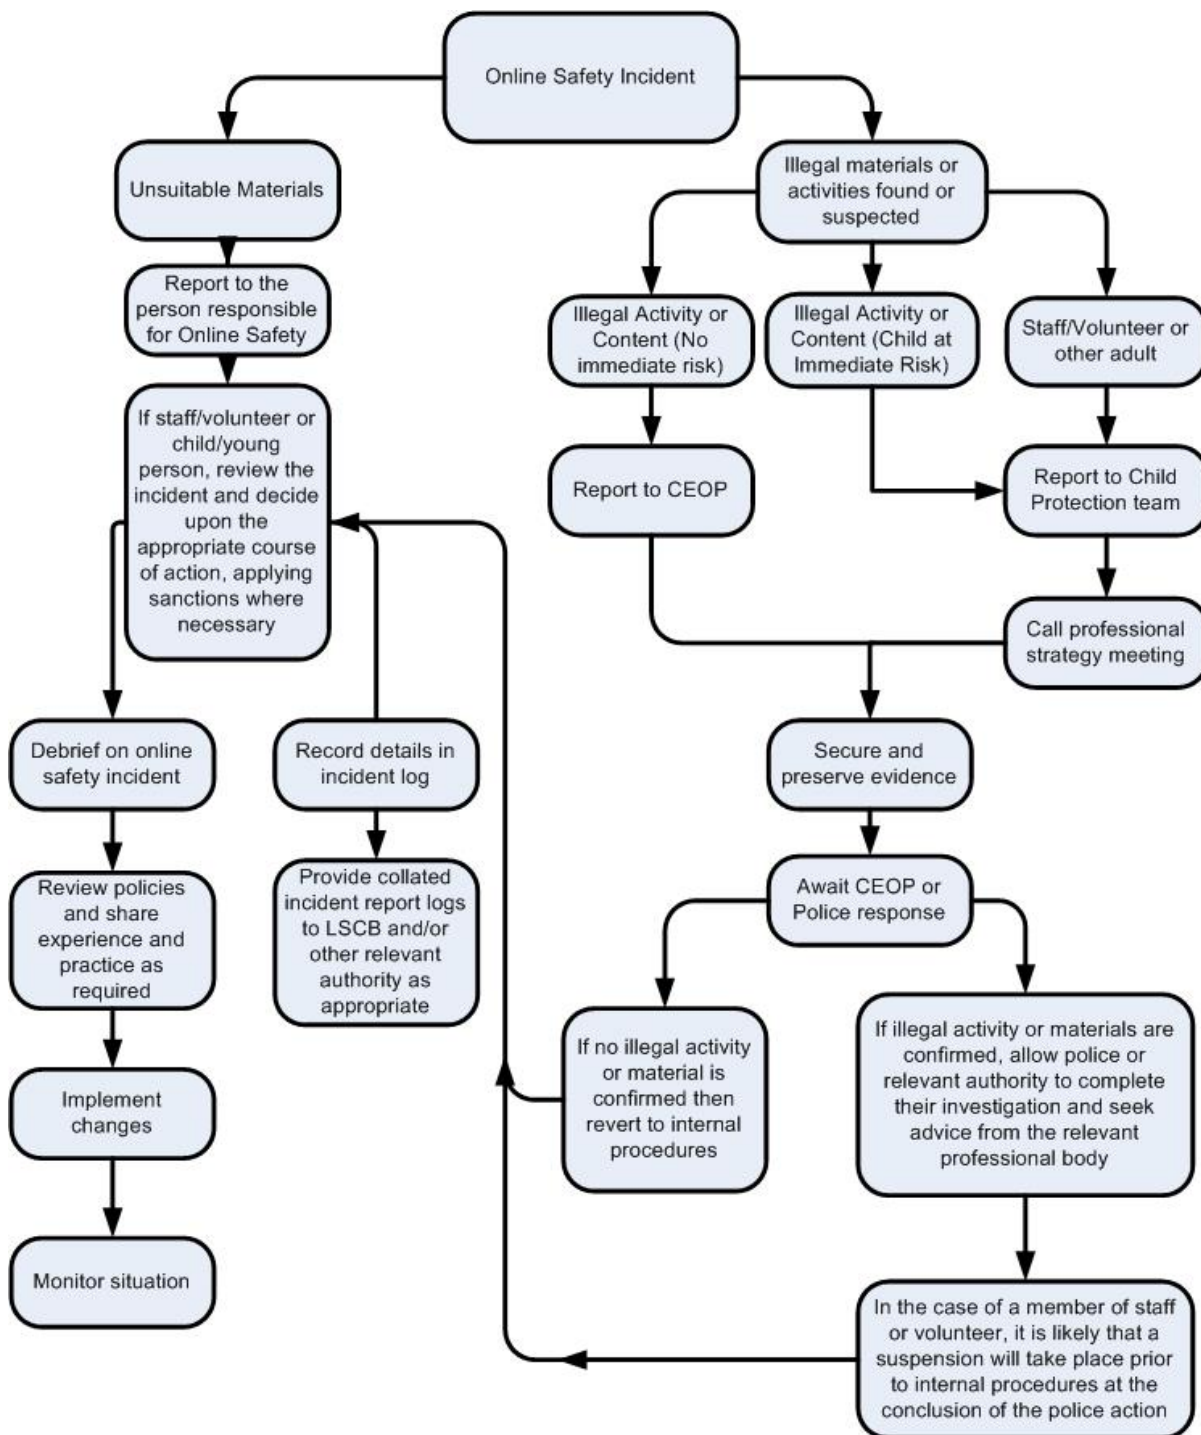 Online Safety Incident
Unsuitable Materials
Illegal materials or
activities found or
suspected
Report to the
person responsible
for Online Safety
Illegal Activity or
Content (No
immediate risk)
Illegal Activity or
Content (Child at
Immediate Risk)
Staff/Volunteer or
other adult
If staff/volunteer or
child/young
person, review the
incident and decide
upon the
appropriate course
of action, applying
sanctions where
necessary
Report to CEOP
Report to Child
Protection team
Call professional
strategy meeting
Debrief on online
safety incident
Record details in
incident log
Secure and
preserve evidence
Review policies
and share
experience and
practice as
required
Provide collated
incident report logs
to LSCB and/or
other relevant
authority as
appropriate
Await CEOP or
Police response
If no illegal activity
or material is
confirmed then
revert to internal
procedures
If illegal activity or materials are
confirmed, allow police or
relevant authority to complete
their investigation and seek
advice from the relevant
professional body
Implement
changes
Monitor situation
In the case of a member of staff
or volunteer, it is likely that a
suspension will take place prior
to internal procedures at the
conclusion of the police action